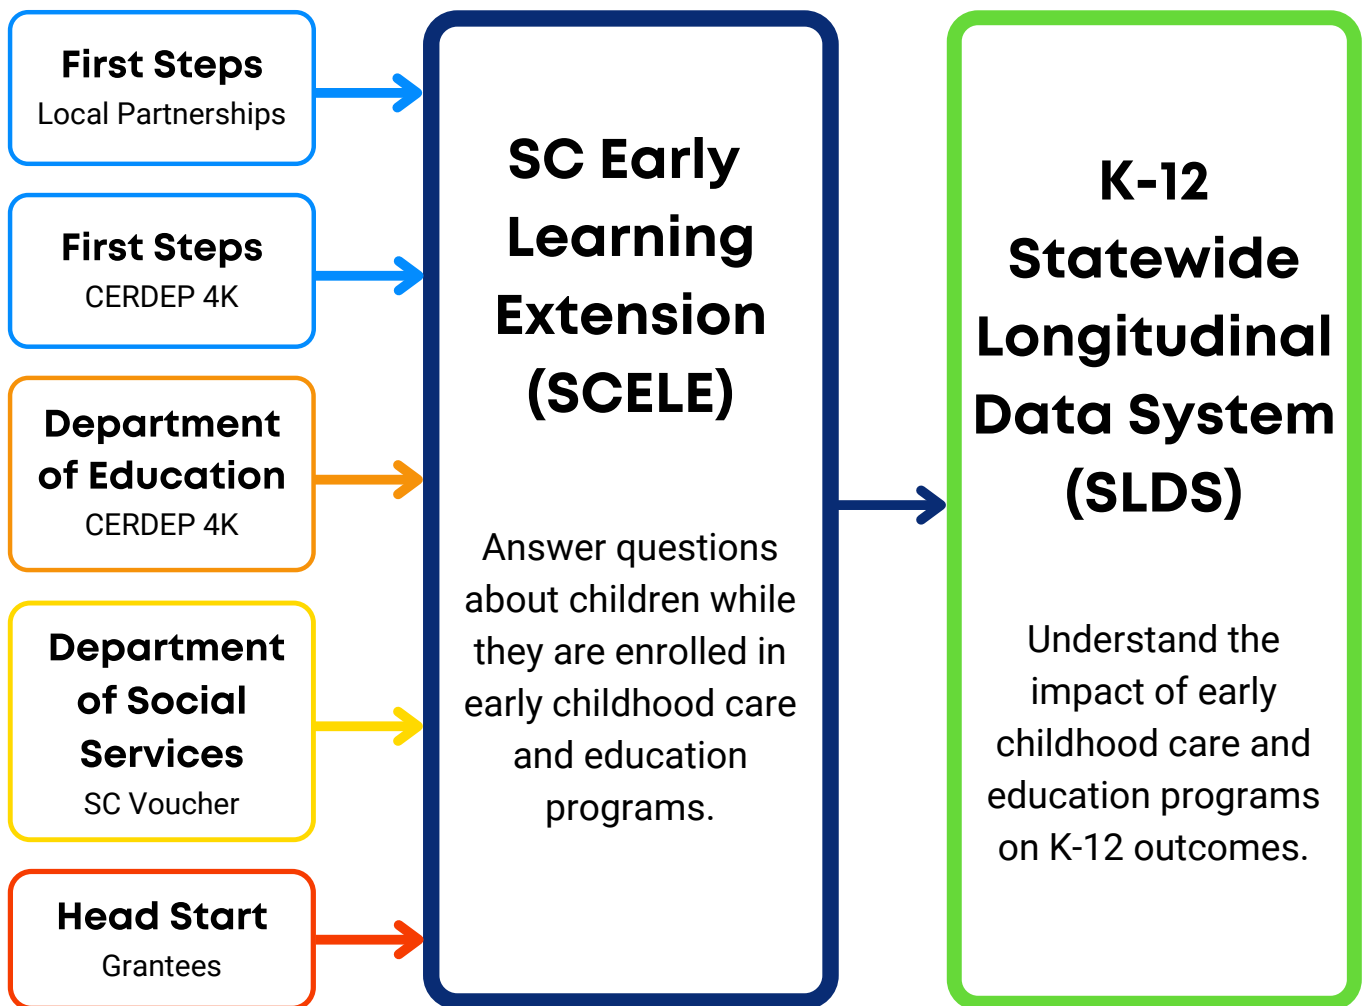 First Steps
Local Partnerships
First Steps
CERDEP 4K
Department
of Education
CERDEP 4K
Department
of Social
Services
SC Voucher
Head Start
Grantees
SC Early
Learning
Extension
(SCELE)
Answer questions
about children while
they are enrolled in
early childhood care
and education
programs.
K-12
Statewide
Longitudinal
Data System
(SLDS)
Understand the
impact of early
childhood care and
education programs
on K-12 outcomes.